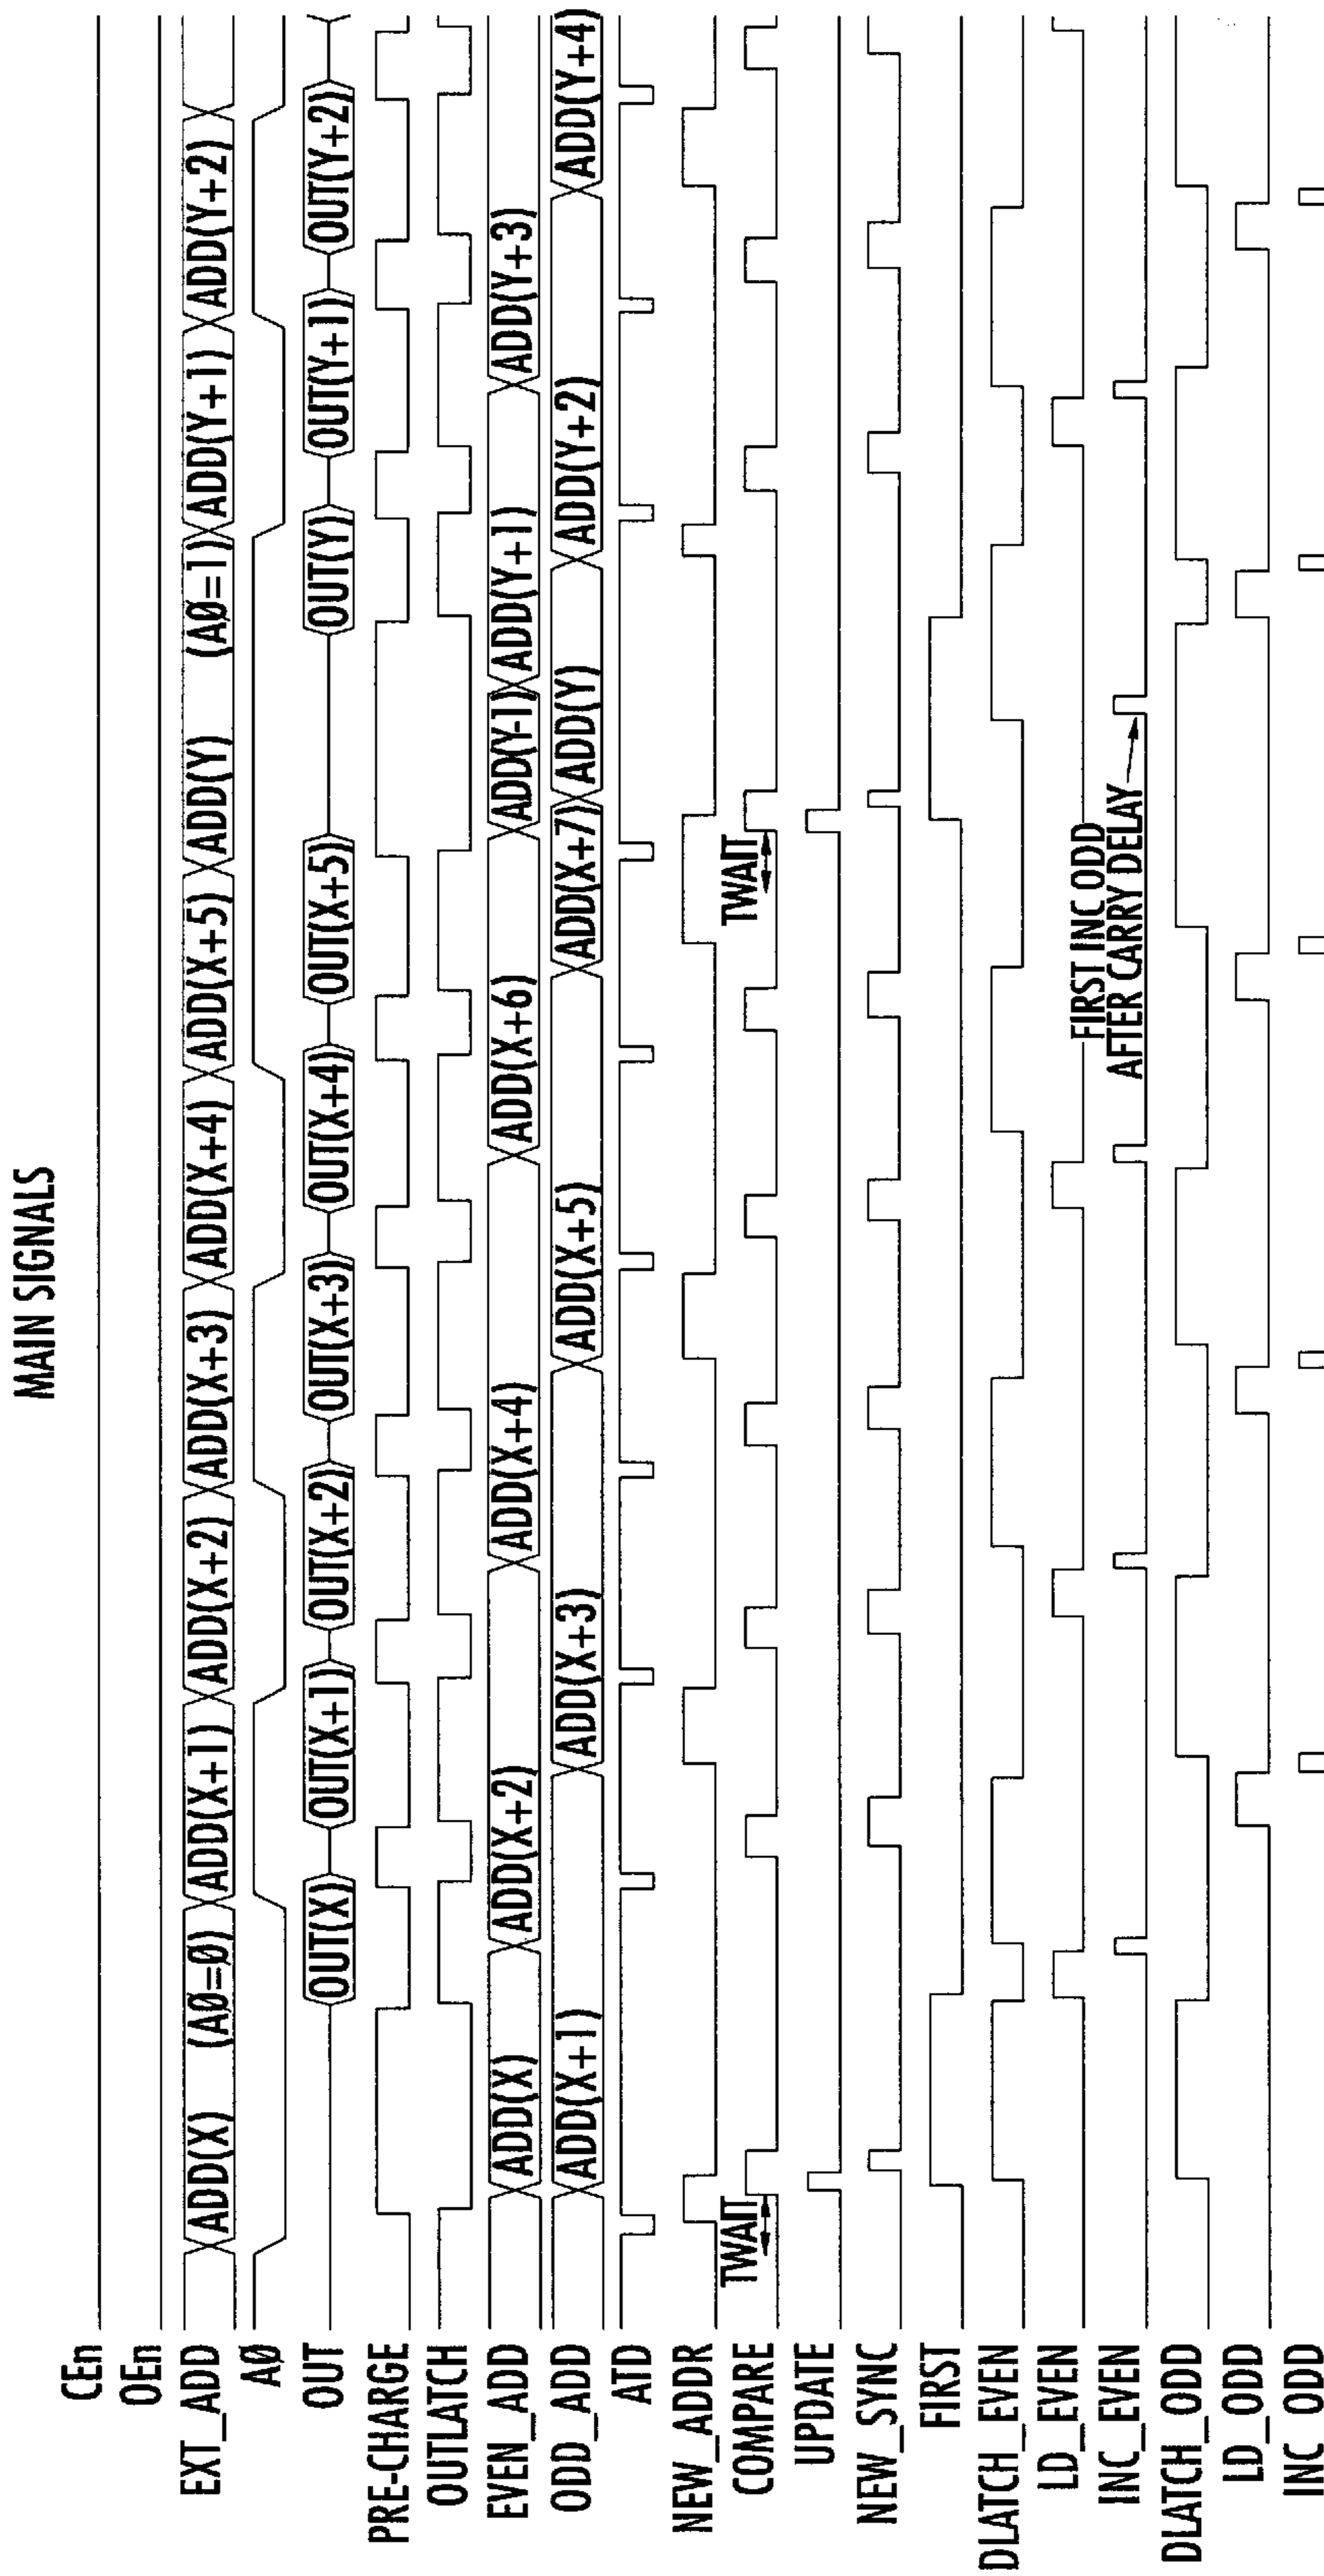 MAIN SIGNALS
CEn
OEn
EXT_ADD ADD(X) (AØ=Ø) ADD(X+1) ADD(X+2) ADD(X+3) ADD(X+4) ADD(X+5) ADD(Y) (AØ=1) ADD(Y+1) ADD(Y+2)
AØ
OUT OUT(X) OUT(X+1) OUT(X+2) OUT(X+3) OUT(X+4) OUT(X+5) OUT(Y) OUT(Y+1) OUT(Y+2)
PRE-CHARGE
OUTLATCH
EVEN_ADD ADD(X) ADD(X+2) ADD(X+4) ADD(X+6) ADD(Y-1) ADD(Y+1) ADD(Y+3)
ODD_ADD ADD(X+1) ADD(X+3) ADD(X+5) ADD(X+7) ADD(Y) ADD(Y+2) ADD(Y+4)
ATD
NEW_ADDR
COMPARE TWAIT TWAIT
UPDATE
NEW_SYNC
FIRST
DLATCH_EVEN
LD_EVEN
FIRST INC ODD
AFTER CARRY DELAY
INC_EVEN
DLATCH_ODD
LD_ODD
INC_ODD